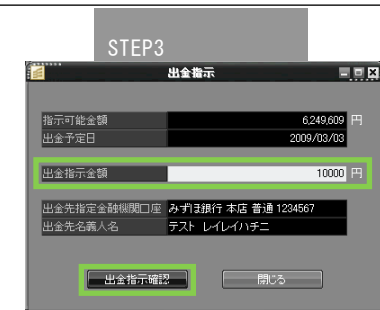 STEP3
出金指示
指示可能金額 6,249,609 円
出金予定日 2009/03/03
出金指示金額 10000 円
出金先指定金融機関口座 みずほ銀行 本店 普通 1234567
出金先名義人名 テスト レイレイハチニ
出金指示確認 閉じる